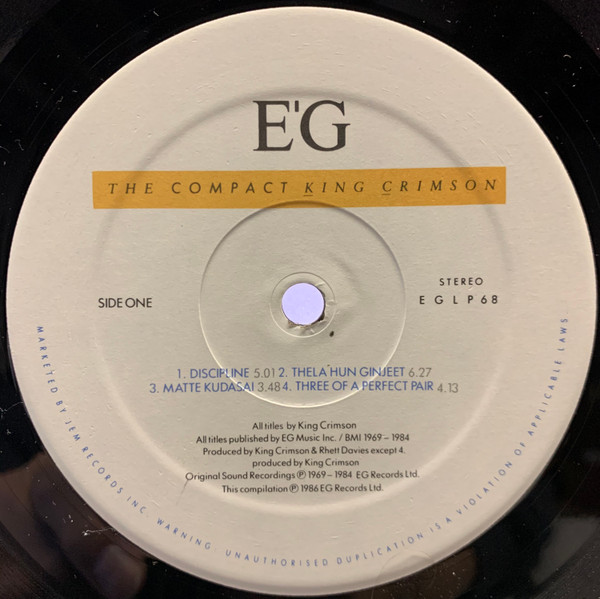 E'G
THE COMPACT KING CRIMSON
SIDE ONE
STEREO
EGLP68
1. DISCIPLINE 5.01 2. THELA HUN GINJEET 6.27
3. MATTE KUDASAI 3.48 4. THREE OF A PERFECT PAIR 4.13
All titles by King Crimson
All titles published by EG Music Inc. / BMI 1969 – 1984
Produced by King Crimson & Rhett Davies except 4.
produced by King Crimson
Original Sound Recordings ℗ 1969 – 1984 EG Records Ltd.
This compilation ℗ 1986 EG Records Ltd.
MARKETED BY JEM RECORDS INC. WARNING. UNAUTHORISED DUPLICATION IS A VIOLATION OF APPLICABLE LAWS